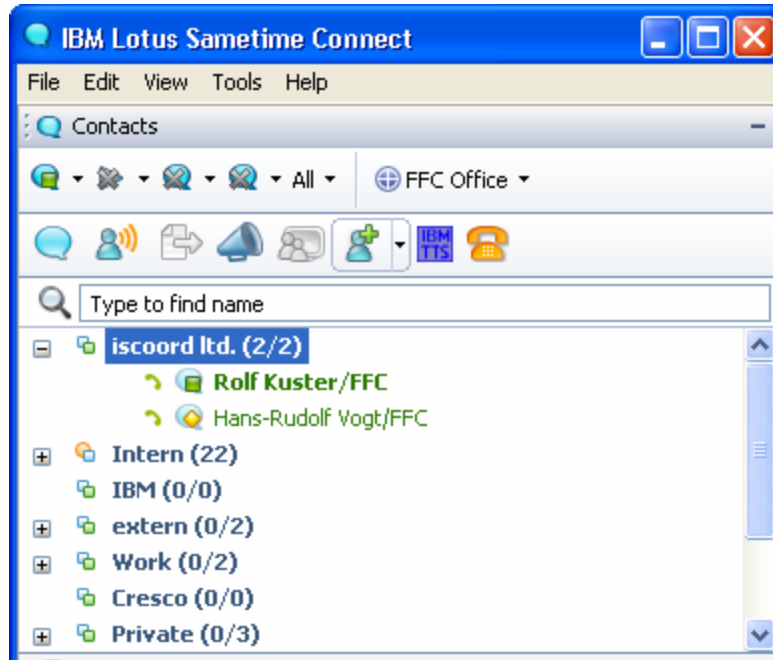 IBM Lotus Sametime Connect
File Edit View Tools Help
Contacts
All FFC Office
IBM
TTS
Type to find name
iscoord ltd. (2/2)
Rolf Kuster/FFC
Hans-Rudolf Vogt/FFC
Intern (22)
IBM (0/0)
extern (0/2)
Work (0/2)
Cresco (0/0)
Private (0/3)